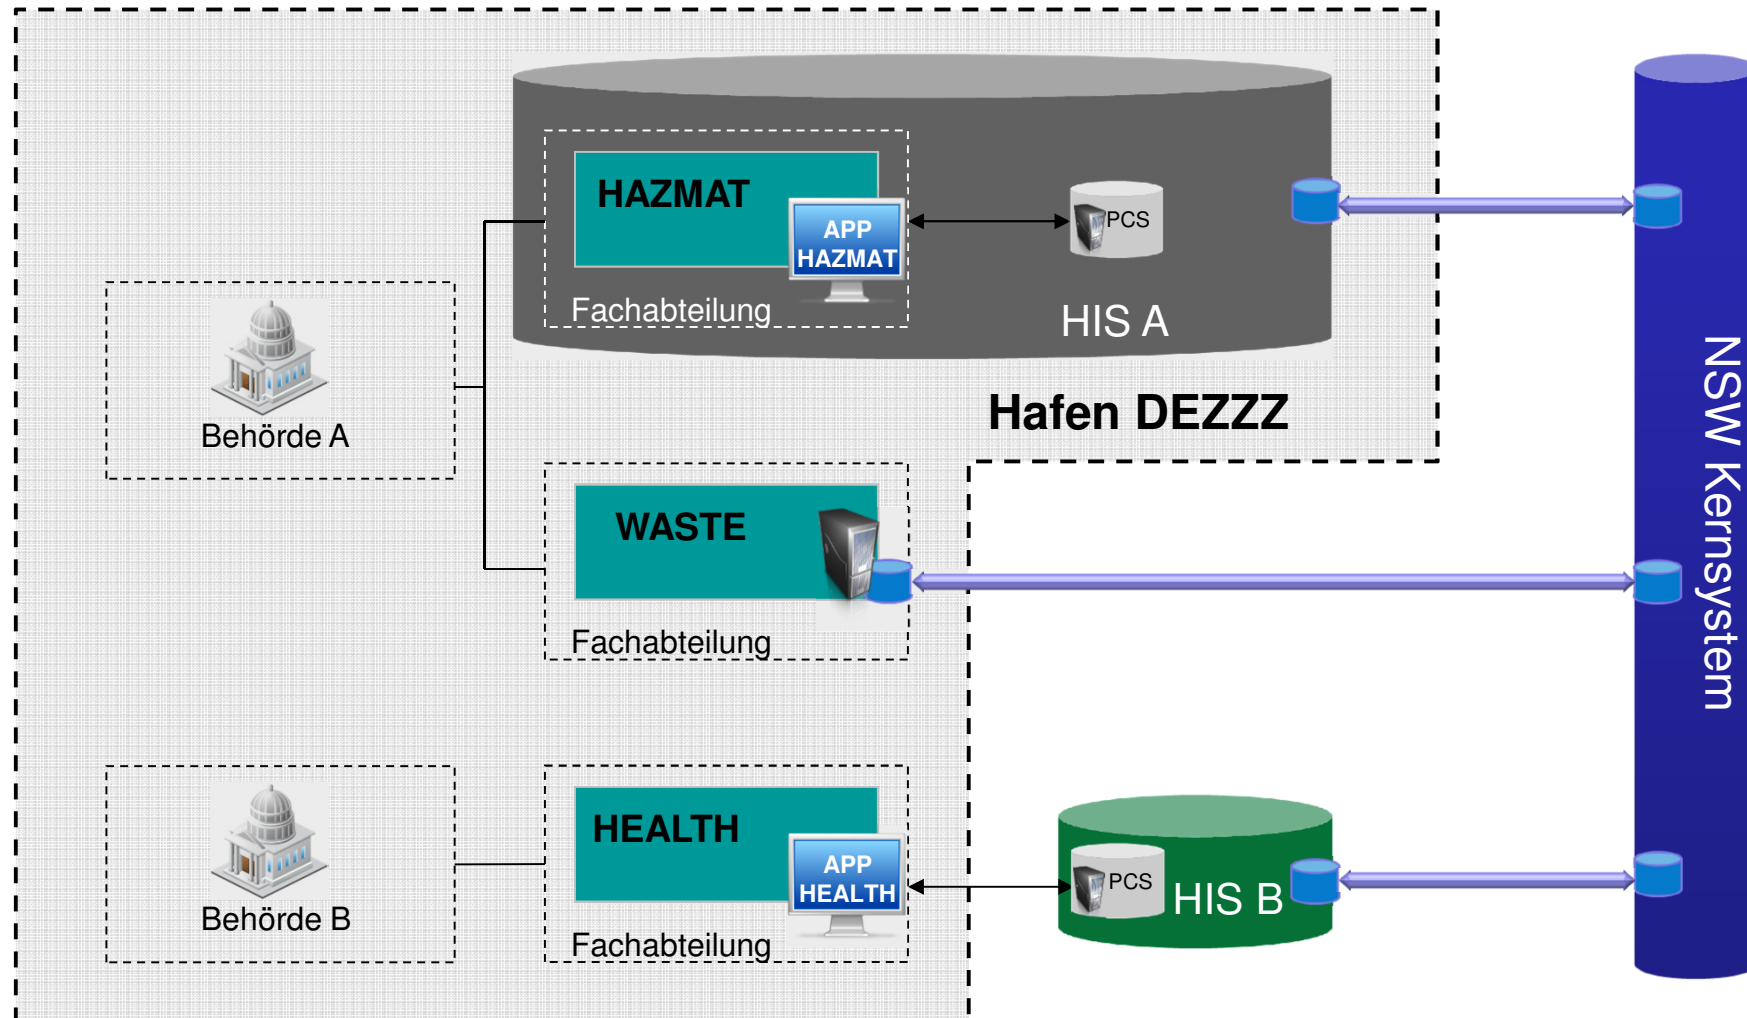 HAZMAT
APP
HAZMAT
PCS
Fachabteilung
HIS A
Behörde A
Hafen DEZZZ
NSW Kernsystem
WASTE
Fachabteilung
HEALTH
APP
HEALTH
PCS
HIS B
Behörde B
Fachabteilung